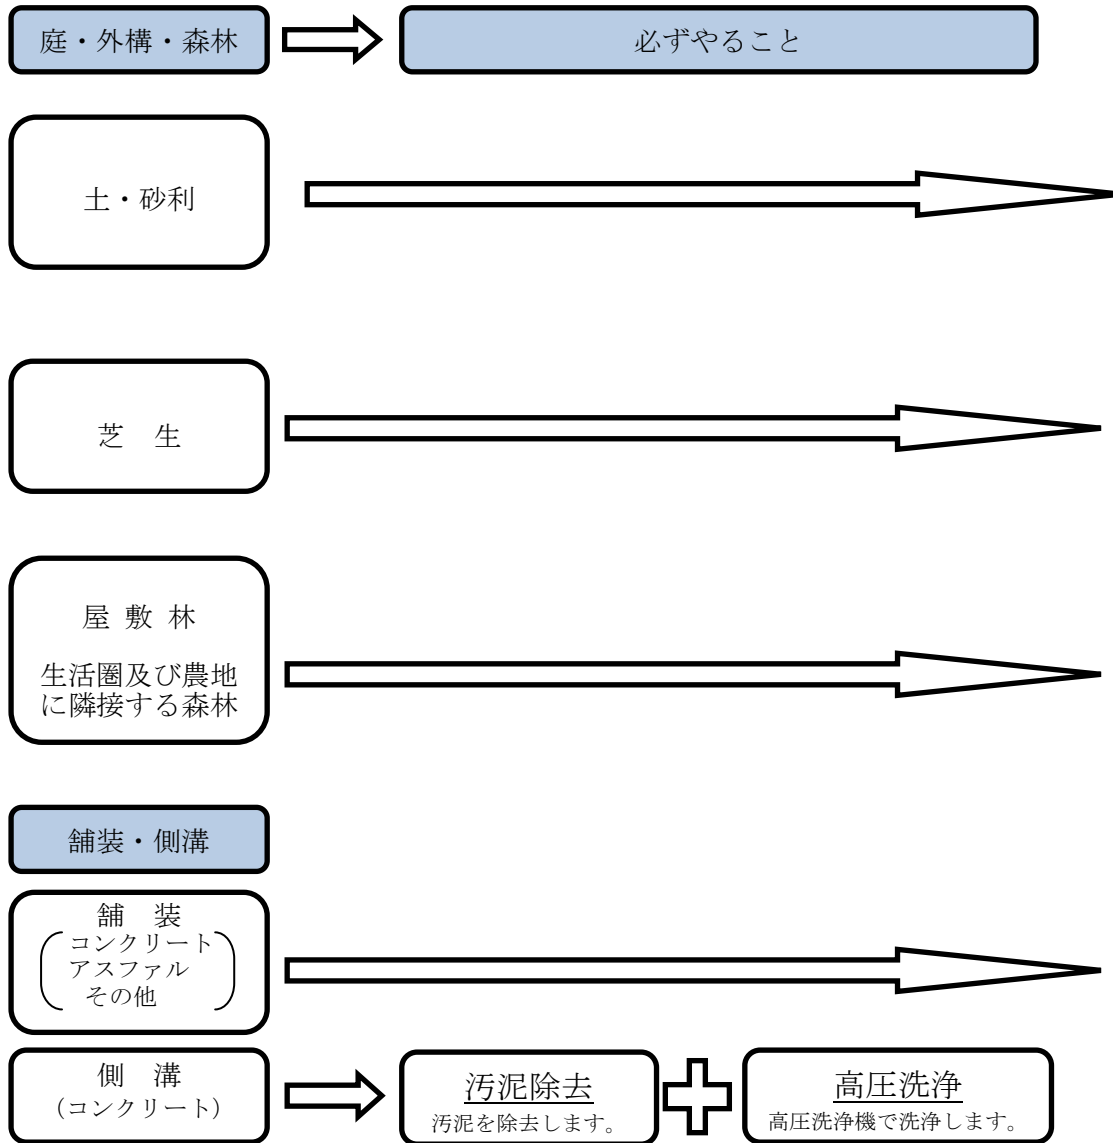 庭・外構・森林
必ずやること
土・砂利
芝　生
屋 敷 林
生活圏及び農地
に隣接する森林
舗装・側溝
舗　装
コンクリート
アスファル
その他
側　溝
（コンクリート）
汚泥除去
汚泥を除去します。
高圧洗浄
高圧洗浄機で洗浄します。